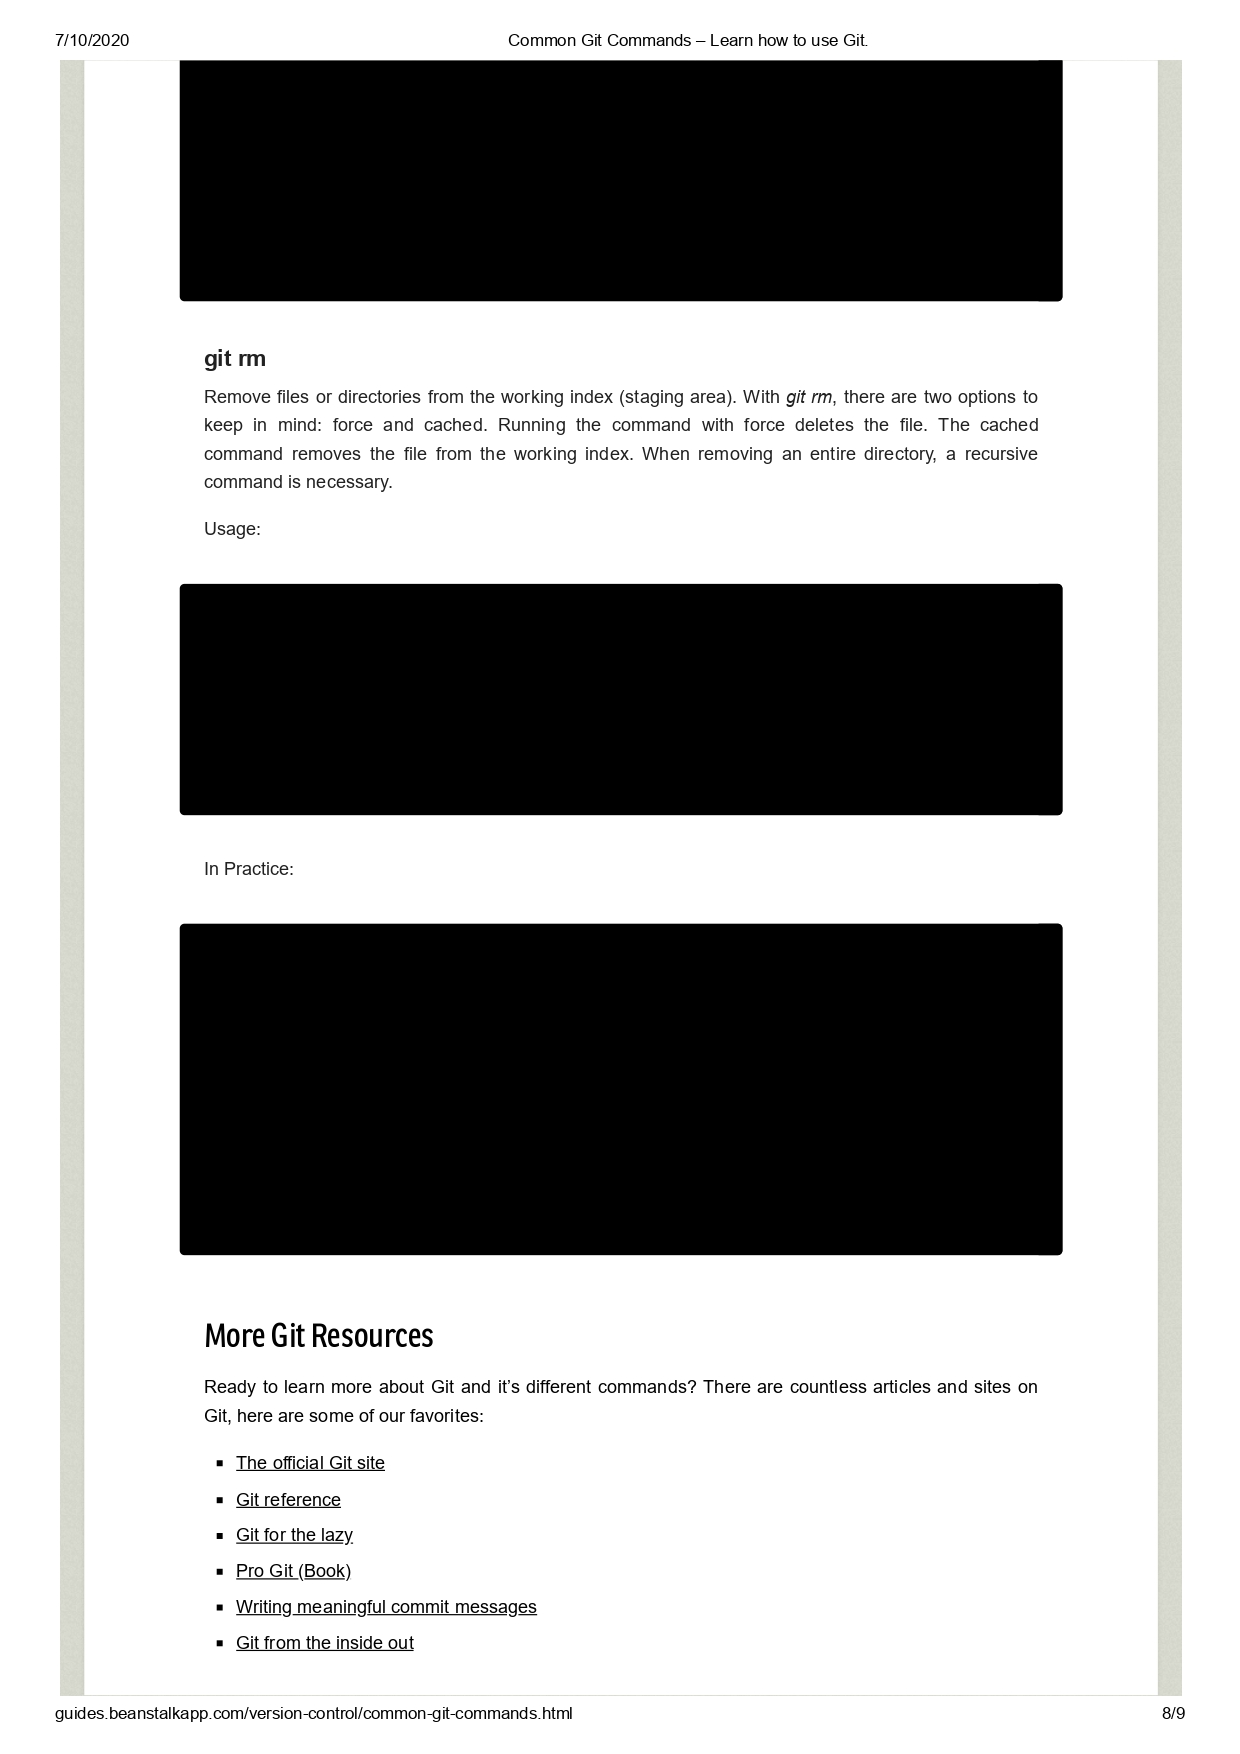 7/10/2020
Common Git Commands – Learn how to use Git.
git rm
Remove files or directories from the working index (staging area). With git rm, there are two options to
keep in mind: force and cached. Running the command with force deletes the file. The cached
command removes the file from the working index. When removing an entire directory, a recursive
command is necessary.
Usage:
In Practice:
More Git Resources
Ready to learn more about Git and it’s different commands? There are countless articles and sites on
Git, here are some of our favorites:
The official Git site
Git reference
Git for the lazy
Pro Git (Book)
Writing meaningful commit messages
Git from the inside out
guides.beanstalkapp.com/version-control/common-git-commands.html
8/9